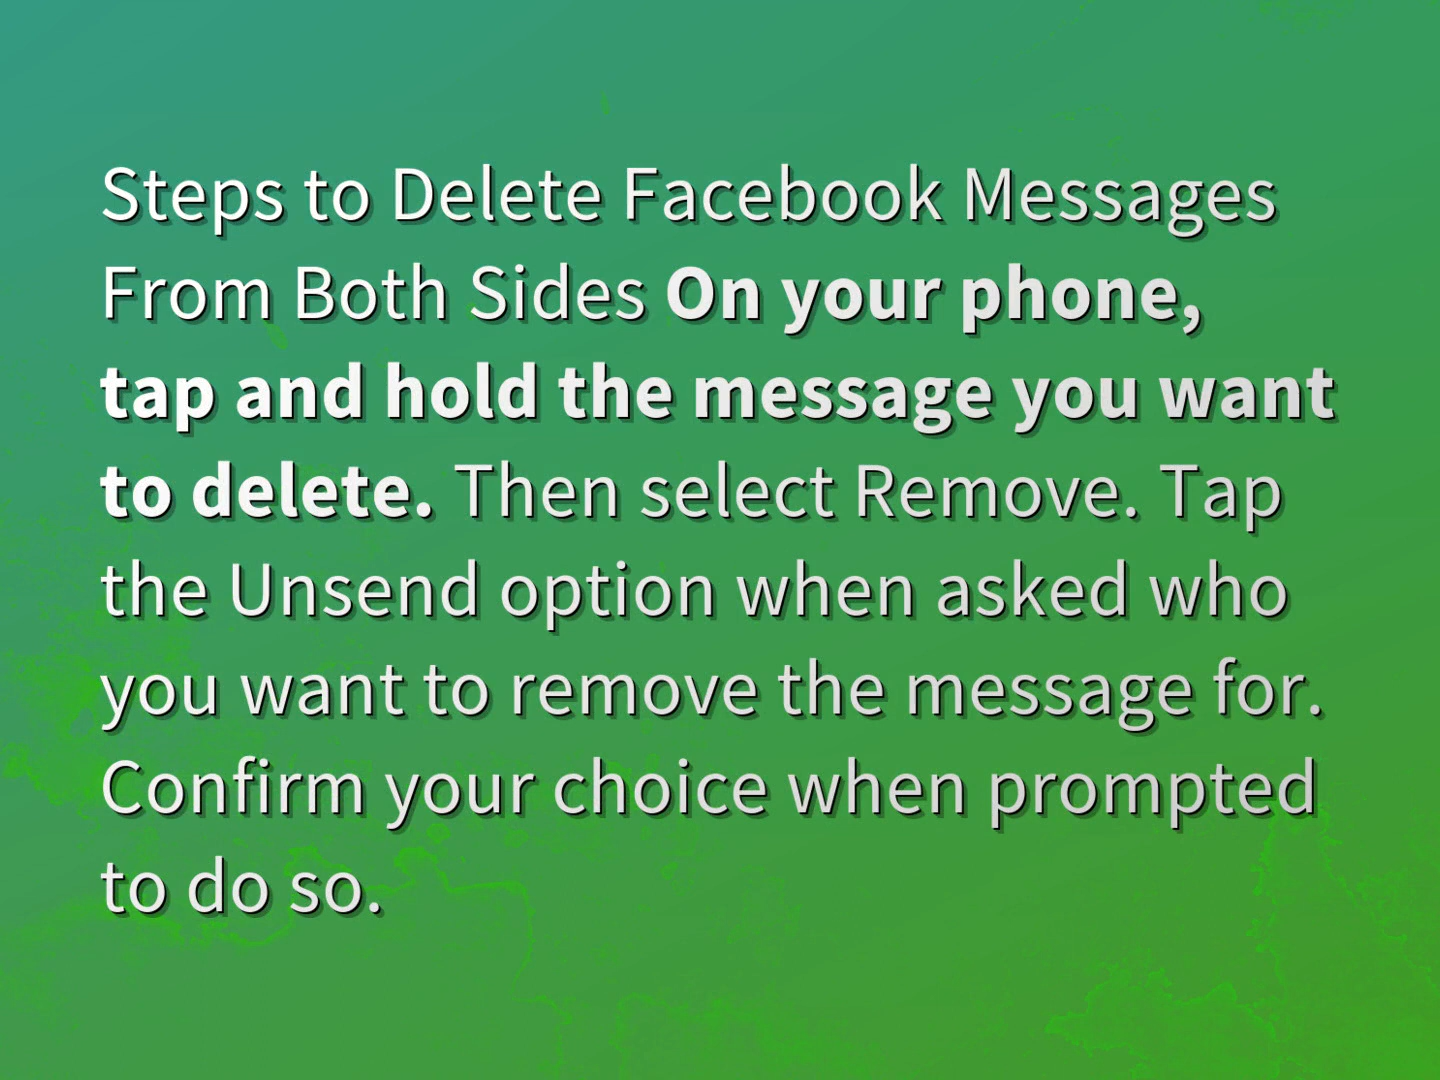 Steps to Delete Facebook Messages
From Both Sides On your phone,
tap and hold the message you want
to delete. Then select Remove. Tap
the Unsend option when asked who
you want to remove the message for.
Confirm your choice when prompted
to do so.